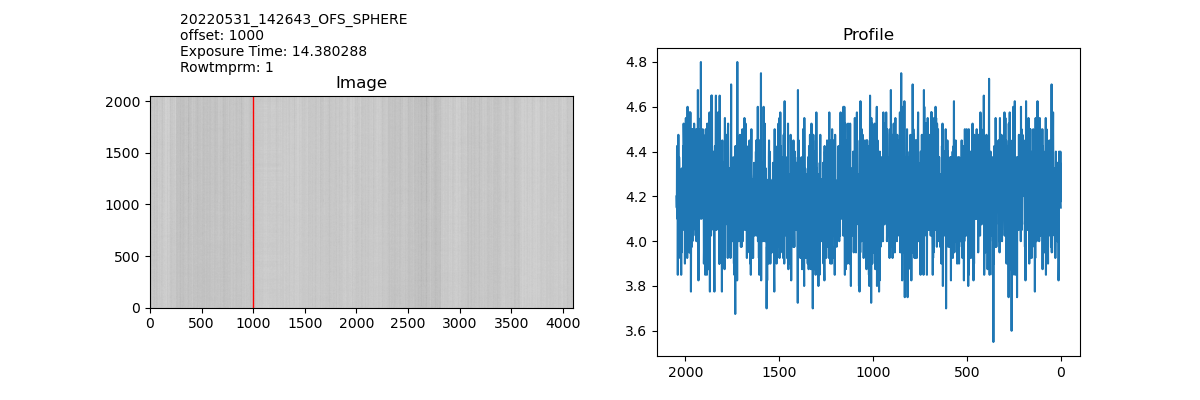 20220531_142643_OFS_SPHERE
offset: 1000
Exposure Time: 14.380288
Rowtmprm: 1
Image
2000
1500
1000
500
0
0 500 1000 1500 2000 2500 3000 3500 4000
Profile
4.8
4.6
4.4
4.2
4.0
3.8
3.6
2000 1500 1000 500 0